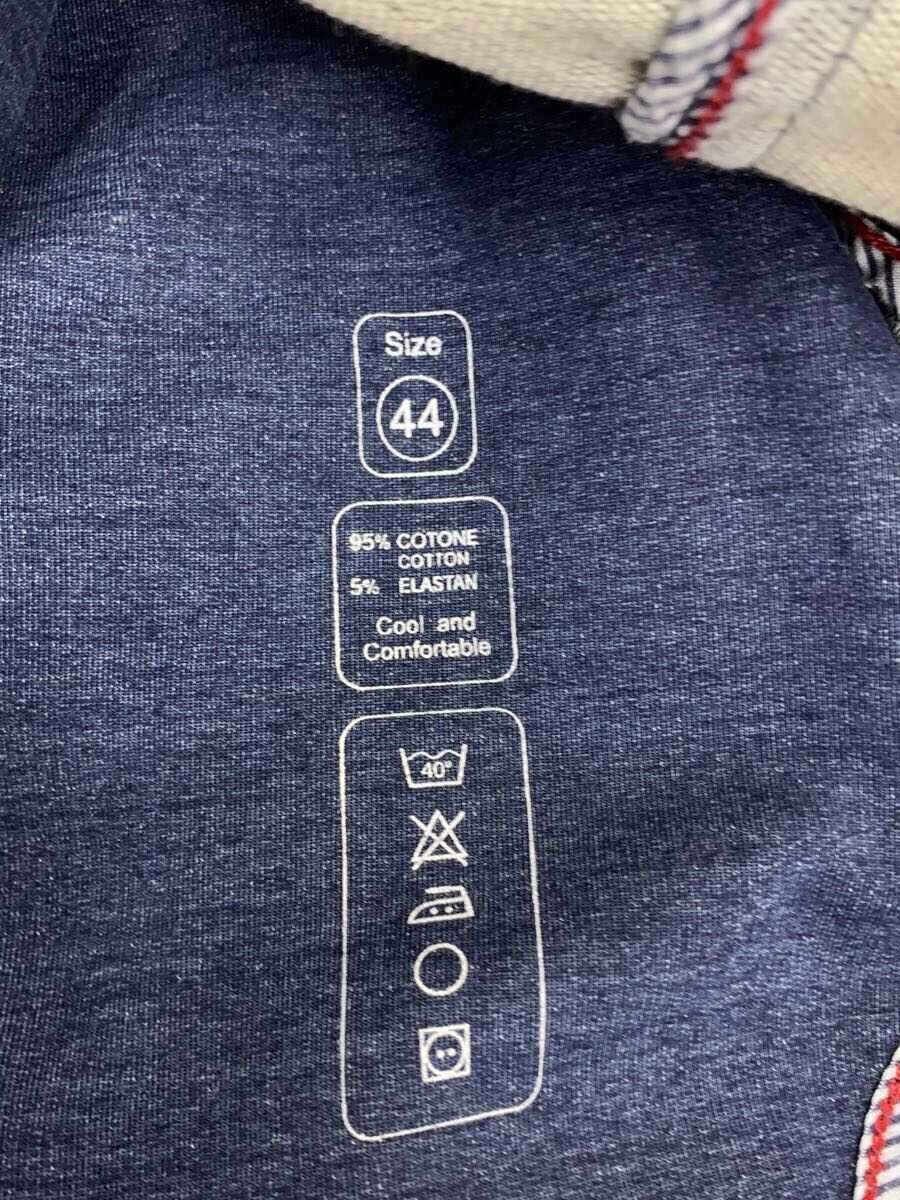 Size
44
95% COTONE
COTTON
5% ELASTAN
Cool and
Comfortable
40°